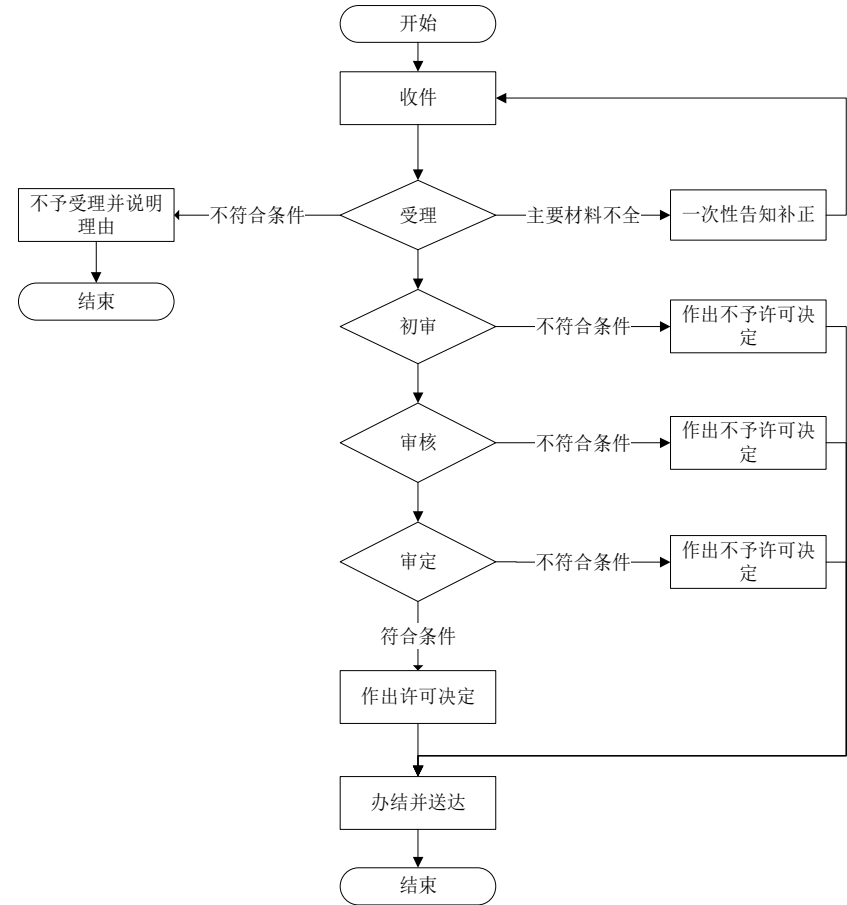 开始
收件
不予受理并说明
理由
不符合条件
受理
主要材料不全
一次性告知补正
结束
初审
不符合条件
作出不予许可决
定
审核
不符合条件
作出不予许可决
定
审定
不符合条件
作出不予许可决
定
符合条件
作出许可决定
办结并送达
结束